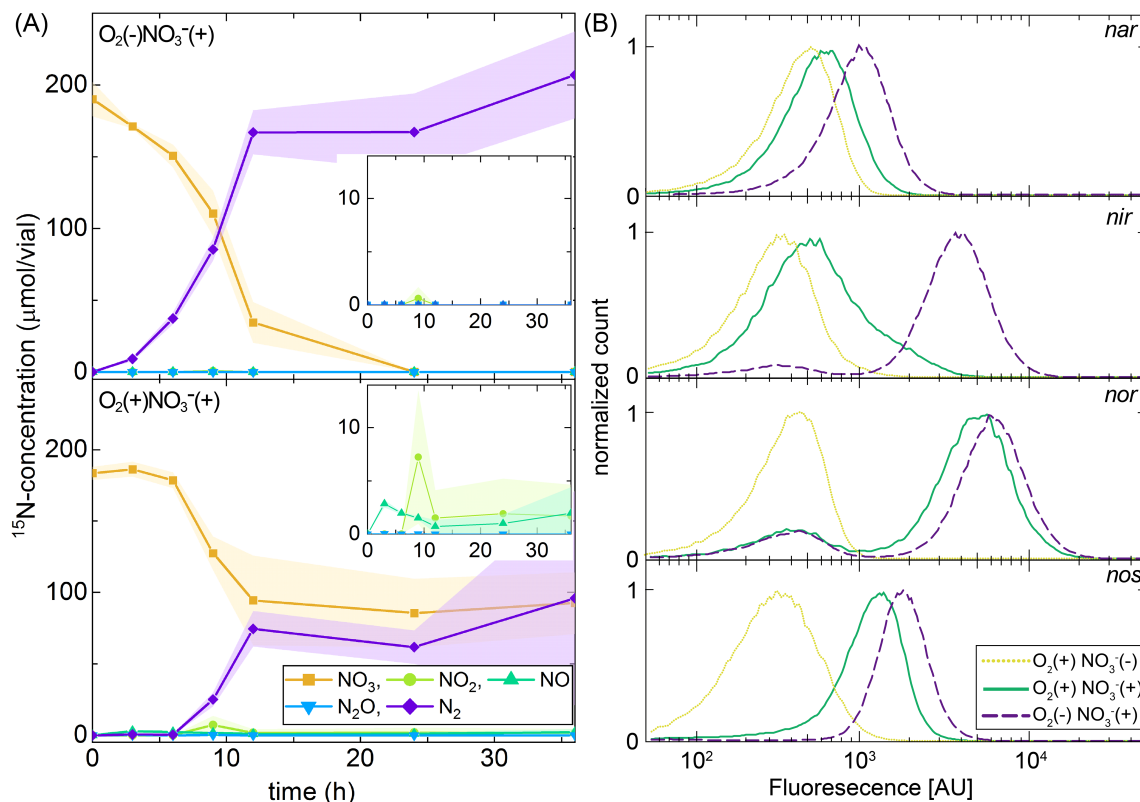 (A)
O₂(-)NO₃⁻(+)
200
100
0
10
0
0 10 20 30
O₂(+)NO₃⁻(+)
200
100
0
10
0
0 10 20 30
NO₃, NO₂, NO
N₂O, N₂
0 10 20 30
time (h)
¹⁵N-concentration (μmol/vial)
(B)
nar
1
0
nir
1
0
nor
1
0
nos
1
0
O₂(+) NO₃⁻(-)
O₂(+) NO₃⁻(+)
O₂(-) NO₃⁻(+)
10² 10³ 10⁴
Fluoresecence [AU]
normalized count